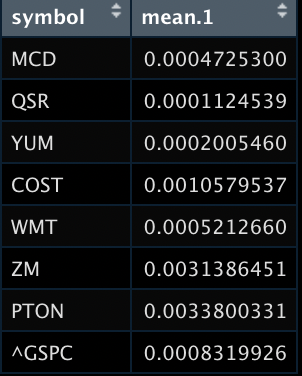 symbol mean.1
MCD 0.0004725300
QSR 0.0001124539
YUM 0.0002005460
COST 0.0010579537
WMT 0.0005212660
ZM 0.0031386451
PTON 0.0033800331
^GSPC 0.0008319926